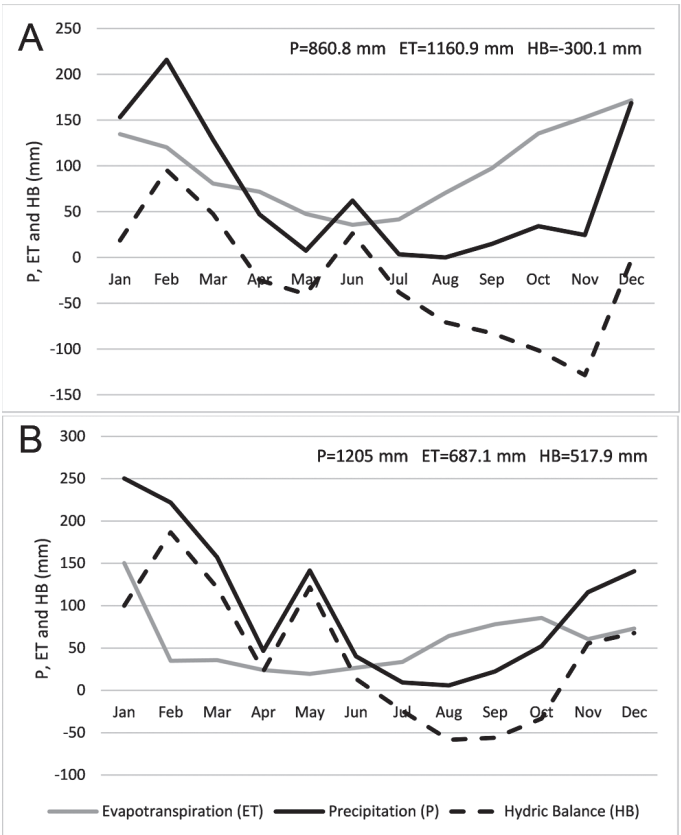 A
P=860.8 mm ET=1160.9 mm HB=-300.1 mm
P, ET and HB (mm)
250
200
150
100
50
0
-50
-100
-150
Jan Feb Mar Apr May Jun Jul Aug Sep Oct Nov Dec
B
P=1205 mm ET=687.1 mm HB=517.9 mm
P, ET and HB (mm)
300
250
200
150
100
50
0
-50
-100
Jan Feb Mar Apr May Jun Jul Aug Sep Oct Nov Dec
Evapotranspiration (ET) Precipitation (P) Hydric Balance (HB)